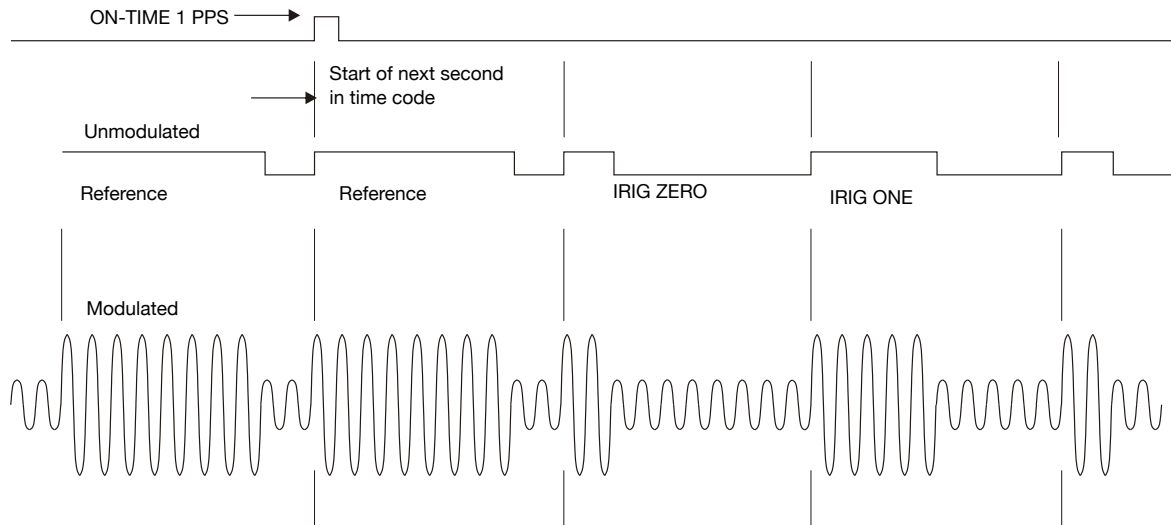 ON-TIME 1 PPS
Start of next second
in time code
Unmodulated
Reference
Reference
IRIG ZERO
IRIG ONE
Modulated